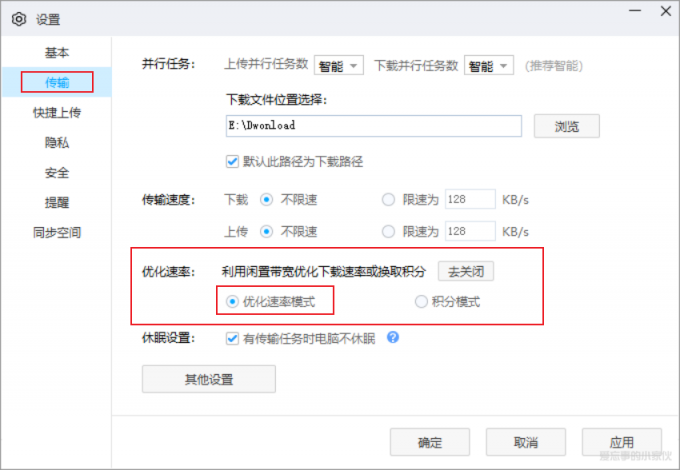 设置
基本
传输
快捷上传
隐私
安全
提醒
同步空间
并行任务: 上传并行任务数 智能 下载并行任务数 智能 (推荐智能)
下载文件位置选择:
E:\Dwonload 浏览
默认此路径为下载路径
传输速度: 下载 不限速 限速为 128 KB/s
上传 不限速 限速为 128 KB/s
优化速率: 利用闲置带宽优化下载速率或换取积分 去关闭
优化速率模式 积分模式
休眠设置: 有传输任务时电脑不休眠 ?
其他设置
确定 取消 应用